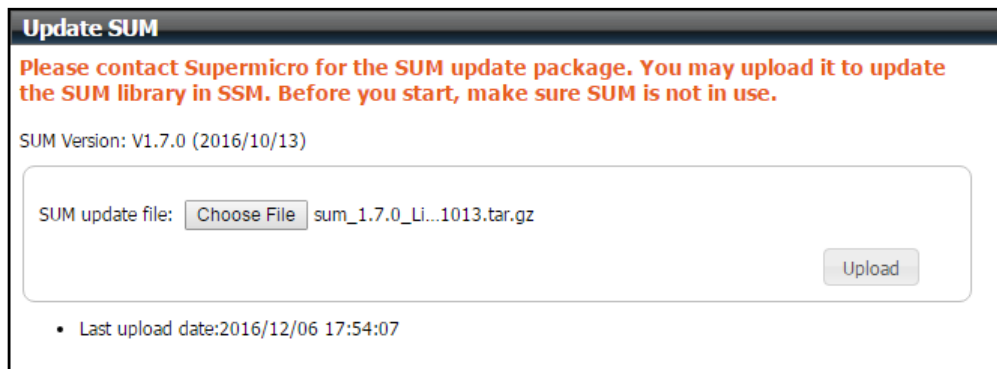 Update SUM
Please contact Supermicro for the SUM update package. You may upload it to update
the SUM library in SSM. Before you start, make sure SUM is not in use.
SUM Version: V1.7.0 (2016/10/13)
SUM update file: Choose File sum_1.7.0_Li...1013.tar.gz
Upload
• Last upload date:2016/12/06 17:54:07